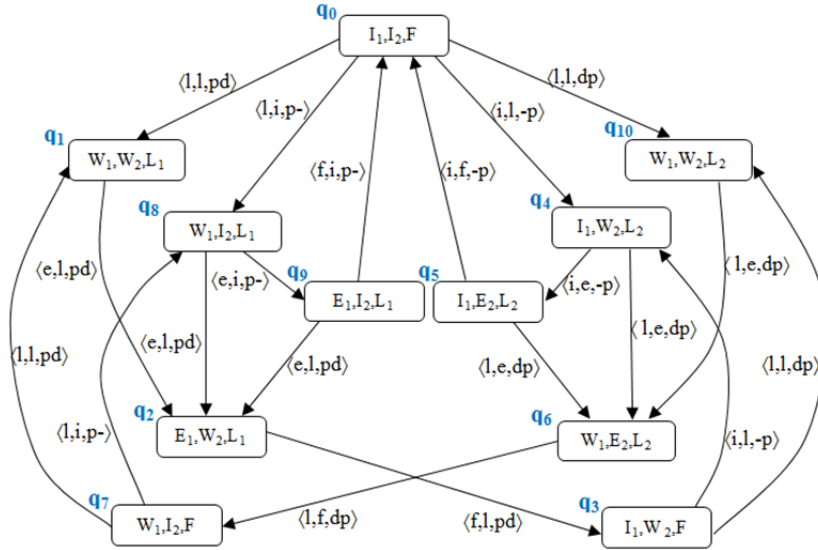 q0
I1,I2,F
⟨l,l,pd⟩
⟨l,i,p-⟩
⟨i,l,-p⟩
⟨l,l,dp⟩
q1
q10
W1,W2,L1
W1,W2,L2
⟨f,i,p-⟩
⟨i,f,-p⟩
q8
q4
W1,I2,L1
I1,W2,L2
⟨e,l,pd⟩
⟨e,i,p-⟩
q9
q5
⟨i,e,-p⟩
⟨l,e,dp⟩
E1,I2,L1
I1,E2,L2
⟨l,l,pd⟩
⟨e,l,pd⟩
⟨e,l,pd⟩
⟨l,e,dp⟩
⟨l,e,dp⟩
⟨l,l,dp⟩
q2
q6
E1,W2,L1
W1,E2,L2
⟨l,i,p-⟩
⟨i,l,-p⟩
q7
q3
W1,I2,F
⟨l,f,dp⟩
⟨f,l,pd⟩
I1,W2,F